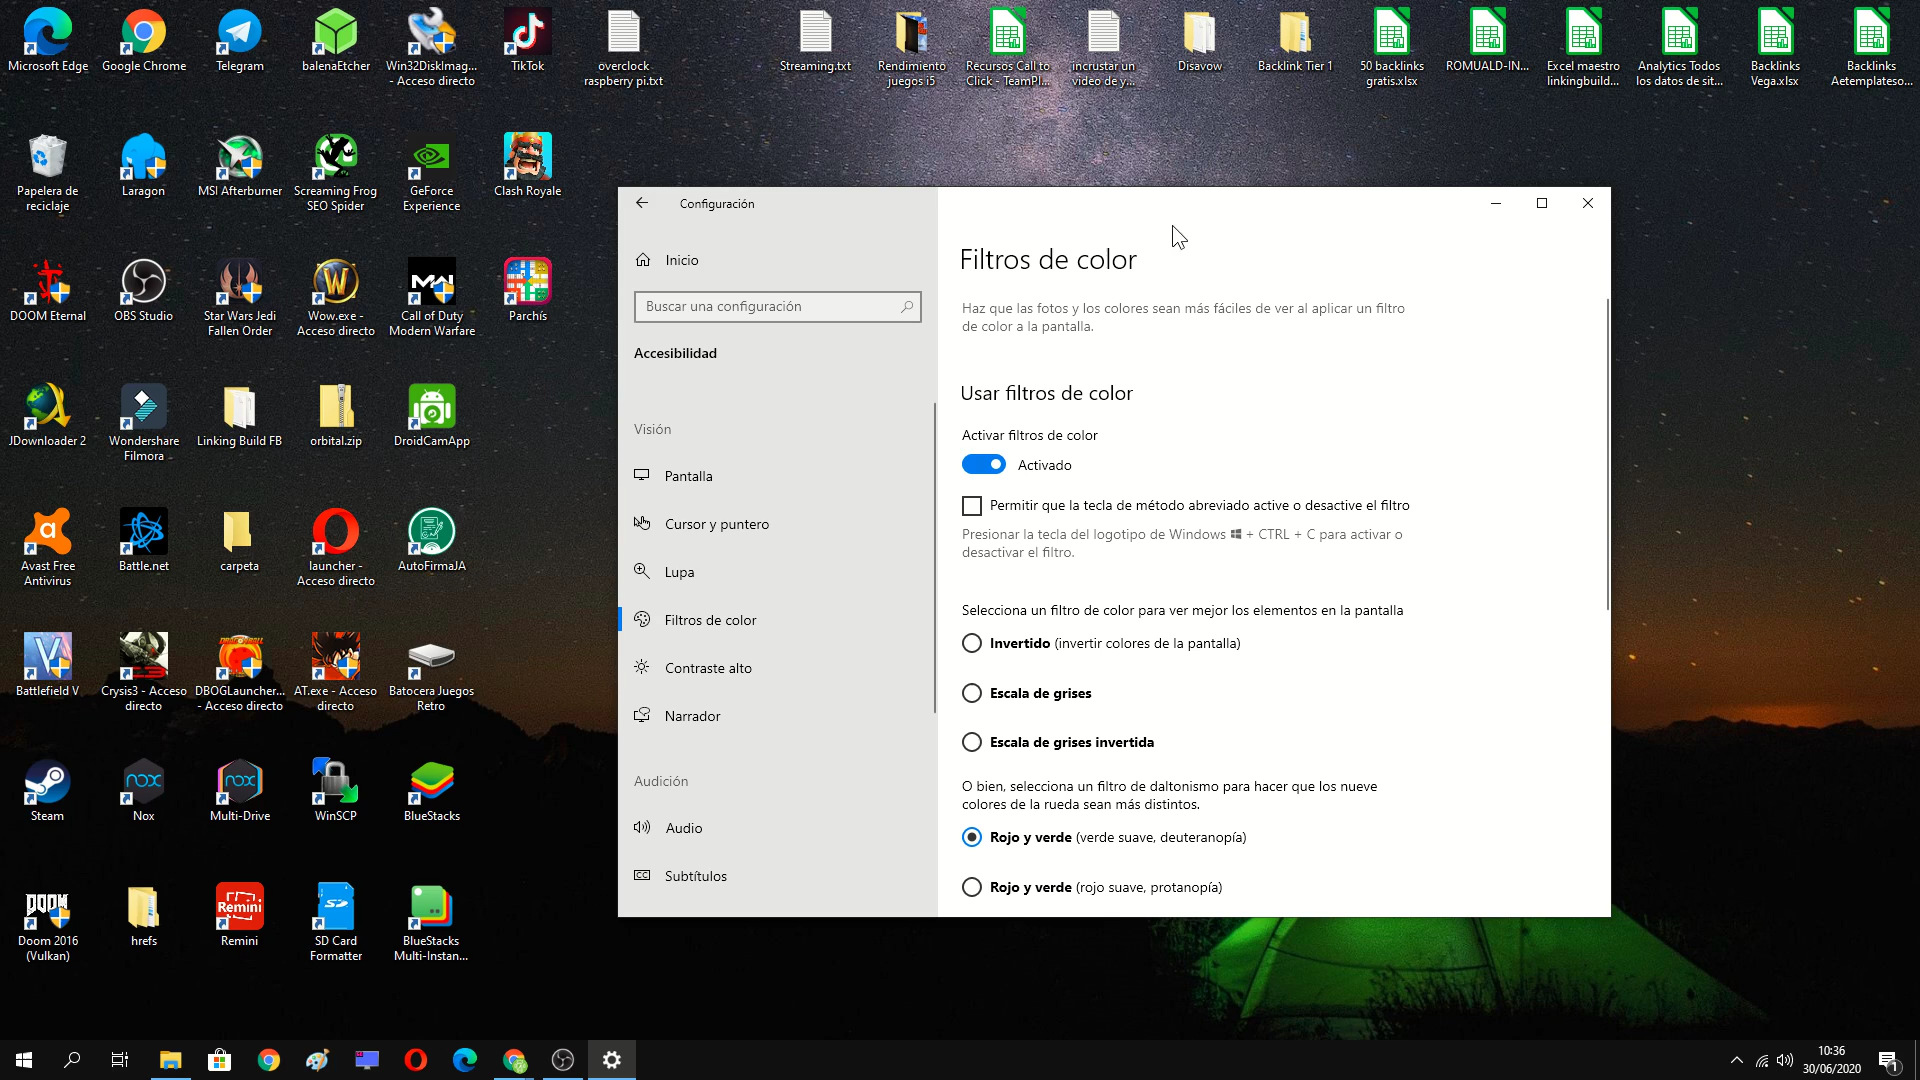 Microsoft Edge
Google Chrome
Telegram
balenaEtcher
Win32DiskImag...
- Acceso directo
TikTok
overclock
raspberry pi.txt
Streaming.txt
Rendimiento
juegos i5
Recursos Call to
Click - TeamPl...
incrustar un
video de y...
Disavow
Backlink Tier 1
50 backlinks
gratis.xlsx
ROMUALD-IN...
Excel maestro
linkingbuild...
Analytics Todos
los datos de sit...
Backlinks
Vega.xlsx
Backlinks
Aetemplateso...
Papelera de
reciclaje
Laragon
MSI Afterburner
Screaming Frog
SEO Spider
GeForce
Experience
Clash Royale
DOOM Eternal
OBS Studio
Star Wars Jedi
Fallen Order
Wow.exe -
Acceso directo
MW
Call of Duty
Modern Warfare
Parchís
JDownloader 2
Wondershare
Filmora
Linking Build FB
orbital.zip
DroidCamApp
Avast Free
Antivirus
Battle.net
carpeta
launcher -
Acceso directo
AutoFirmaJA
Battlefield V
Crysis3 - Acceso
directo
DBOGLauncher...
- Acceso directo
AT.exe - Acceso
directo
Batocera Juegos
Retro
Steam
nox
Nox
nox
Multi-Drive
WinSCP
BlueStacks
DOOM
Doom 2016
(Vulkan)
hrefs
Remini
Remini
SD
SD Card
Formatter
BlueStacks
Multi-Instan...
Configuración
Inicio
Buscar una configuración
Accesibilidad
Visión
Pantalla
Cursor y puntero
Lupa
Filtros de color
Contraste alto
Narrador
Audición
Audio
Subtítulos
Filtros de color
Haz que las fotos y los colores sean más fáciles de ver al aplicar un filtro
de color a la pantalla.
Usar filtros de color
Activar filtros de color
Activado
Permitir que la tecla de método abreviado active o desactive el filtro
Presionar la tecla del logotipo de Windows + CTRL + C para activar o
desactivar el filtro.
Selecciona un filtro de color para ver mejor los elementos en la pantalla
Invertido (invertir colores de la pantalla)
Escala de grises
Escala de grises invertida
O bien, selecciona un filtro de daltonismo para hacer que los nueve
colores de la rueda sean más distintos.
Rojo y verde (verde suave, deuteranopía)
Rojo y verde (rojo suave, protanopía)
10:36
30/06/2020
1